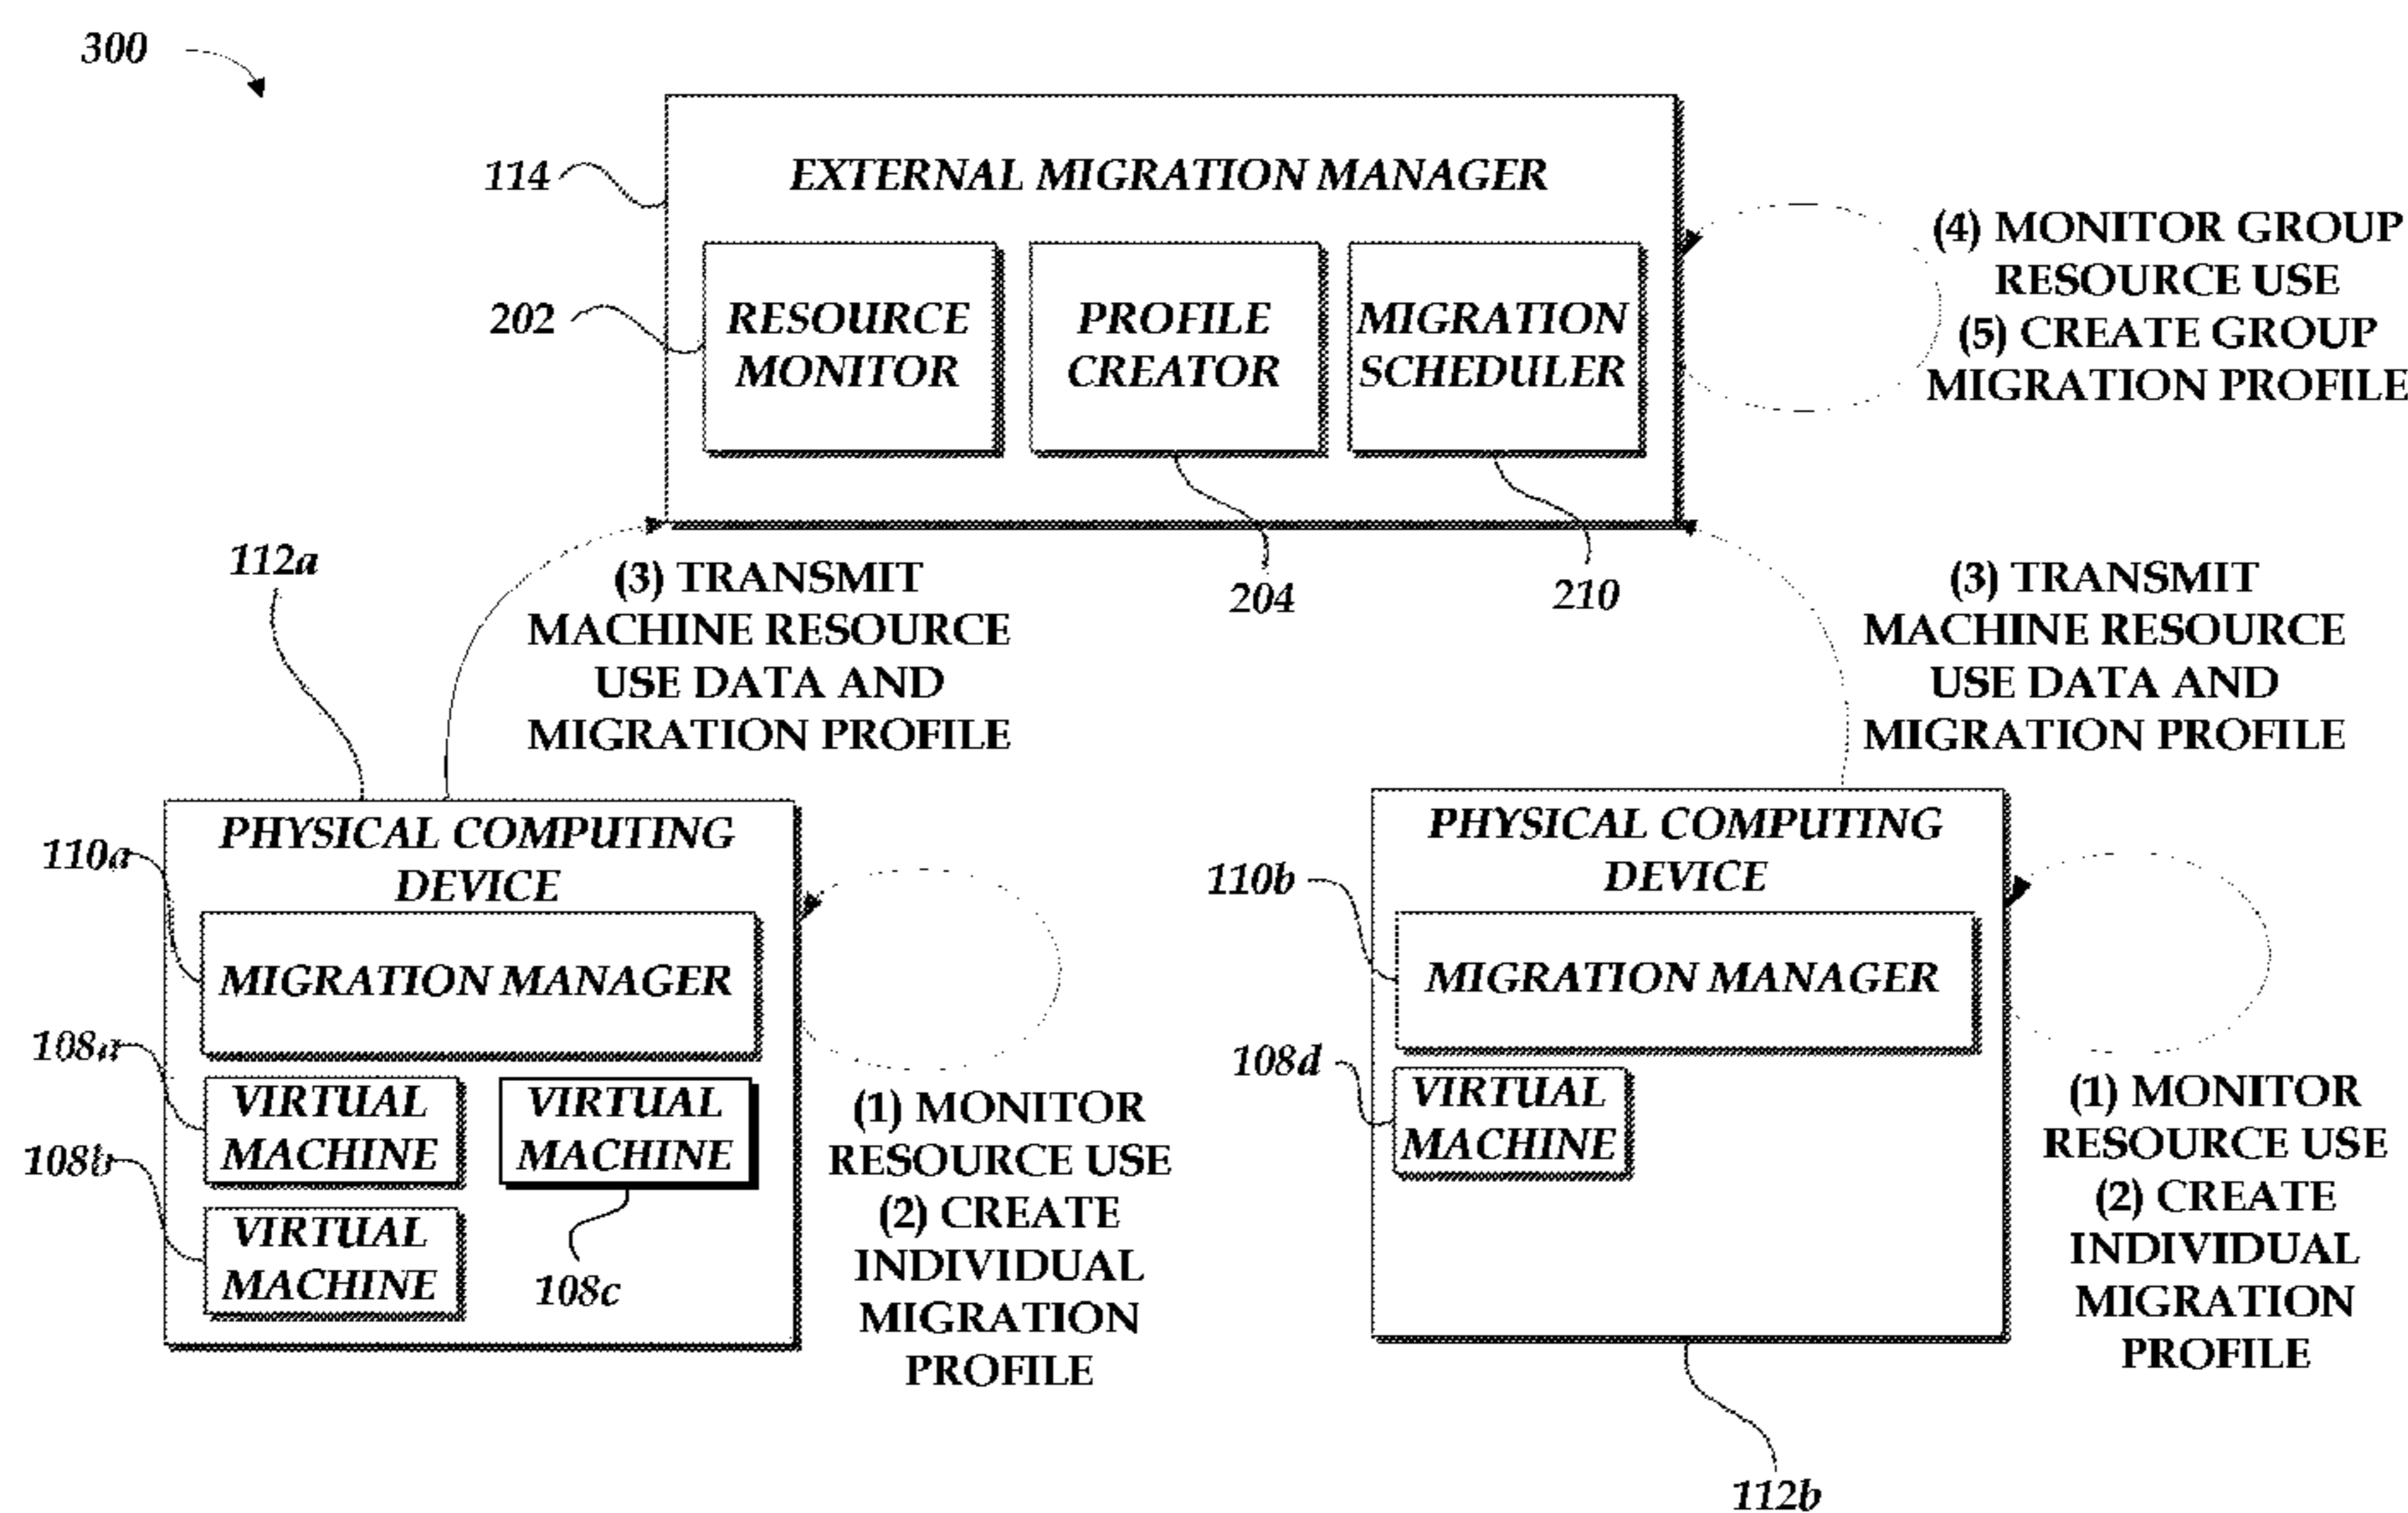 300
114
EXTERNAL MIGRATION MANAGER
202
RESOURCE
MONITOR
PROFILE
CREATOR
MIGRATION
SCHEDULER
(4) MONITOR GROUP
RESOURCE USE
(5) CREATE GROUP
MIGRATION PROFILE
204
210
112a
(3) TRANSMIT
MACHINE RESOURCE
USE DATA AND
MIGRATION PROFILE
(3) TRANSMIT
MACHINE RESOURCE
USE DATA AND
MIGRATION PROFILE
PHYSICAL COMPUTING
DEVICE
110a
MIGRATION MANAGER
108a
VIRTUAL
MACHINE
VIRTUAL
MACHINE
108b
VIRTUAL
MACHINE
108c
(1) MONITOR
RESOURCE USE
(2) CREATE
INDIVIDUAL
MIGRATION
PROFILE
PHYSICAL COMPUTING
DEVICE
110b
MIGRATION MANAGER
108d
VIRTUAL
MACHINE
(1) MONITOR
RESOURCE USE
(2) CREATE
INDIVIDUAL
MIGRATION
PROFILE
112b